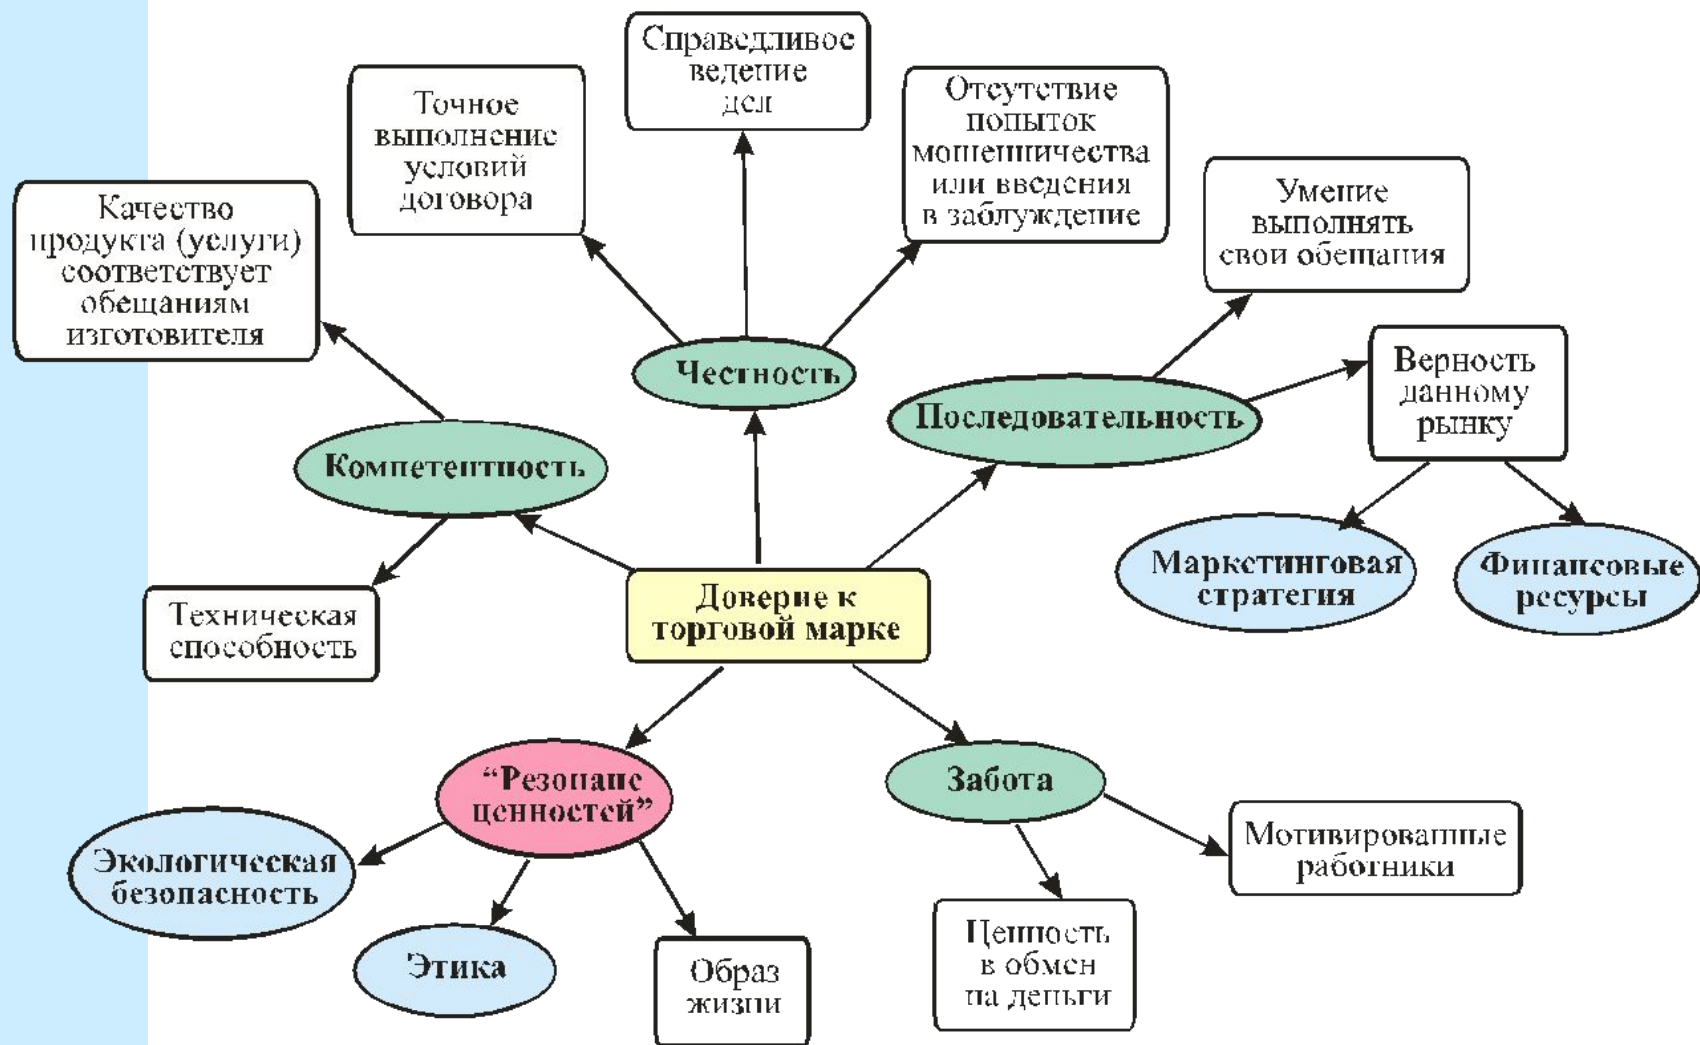 Справедливое
ведение
дел
Точное
выполнение
условий
договора
Отсутствие
попыток
мошенничества
или введения
в заблуждение
Умение
выполнять
свои обещания
Качество
продукта (услуги)
соответствует
обещаниям
изготовителя
Честность
Верность
данному
рынку
Последовательность
Компетентность
Маркетинговая
стратегия
Финансовые
ресурсы
Доверие к
торговой марке
Техническая
способность
“Резонанс
ценностей”
Забота
Экологическая
безопасность
Мотивированные
работники
Этика
Образ
жизни
Ценность
в обмен
на деньги